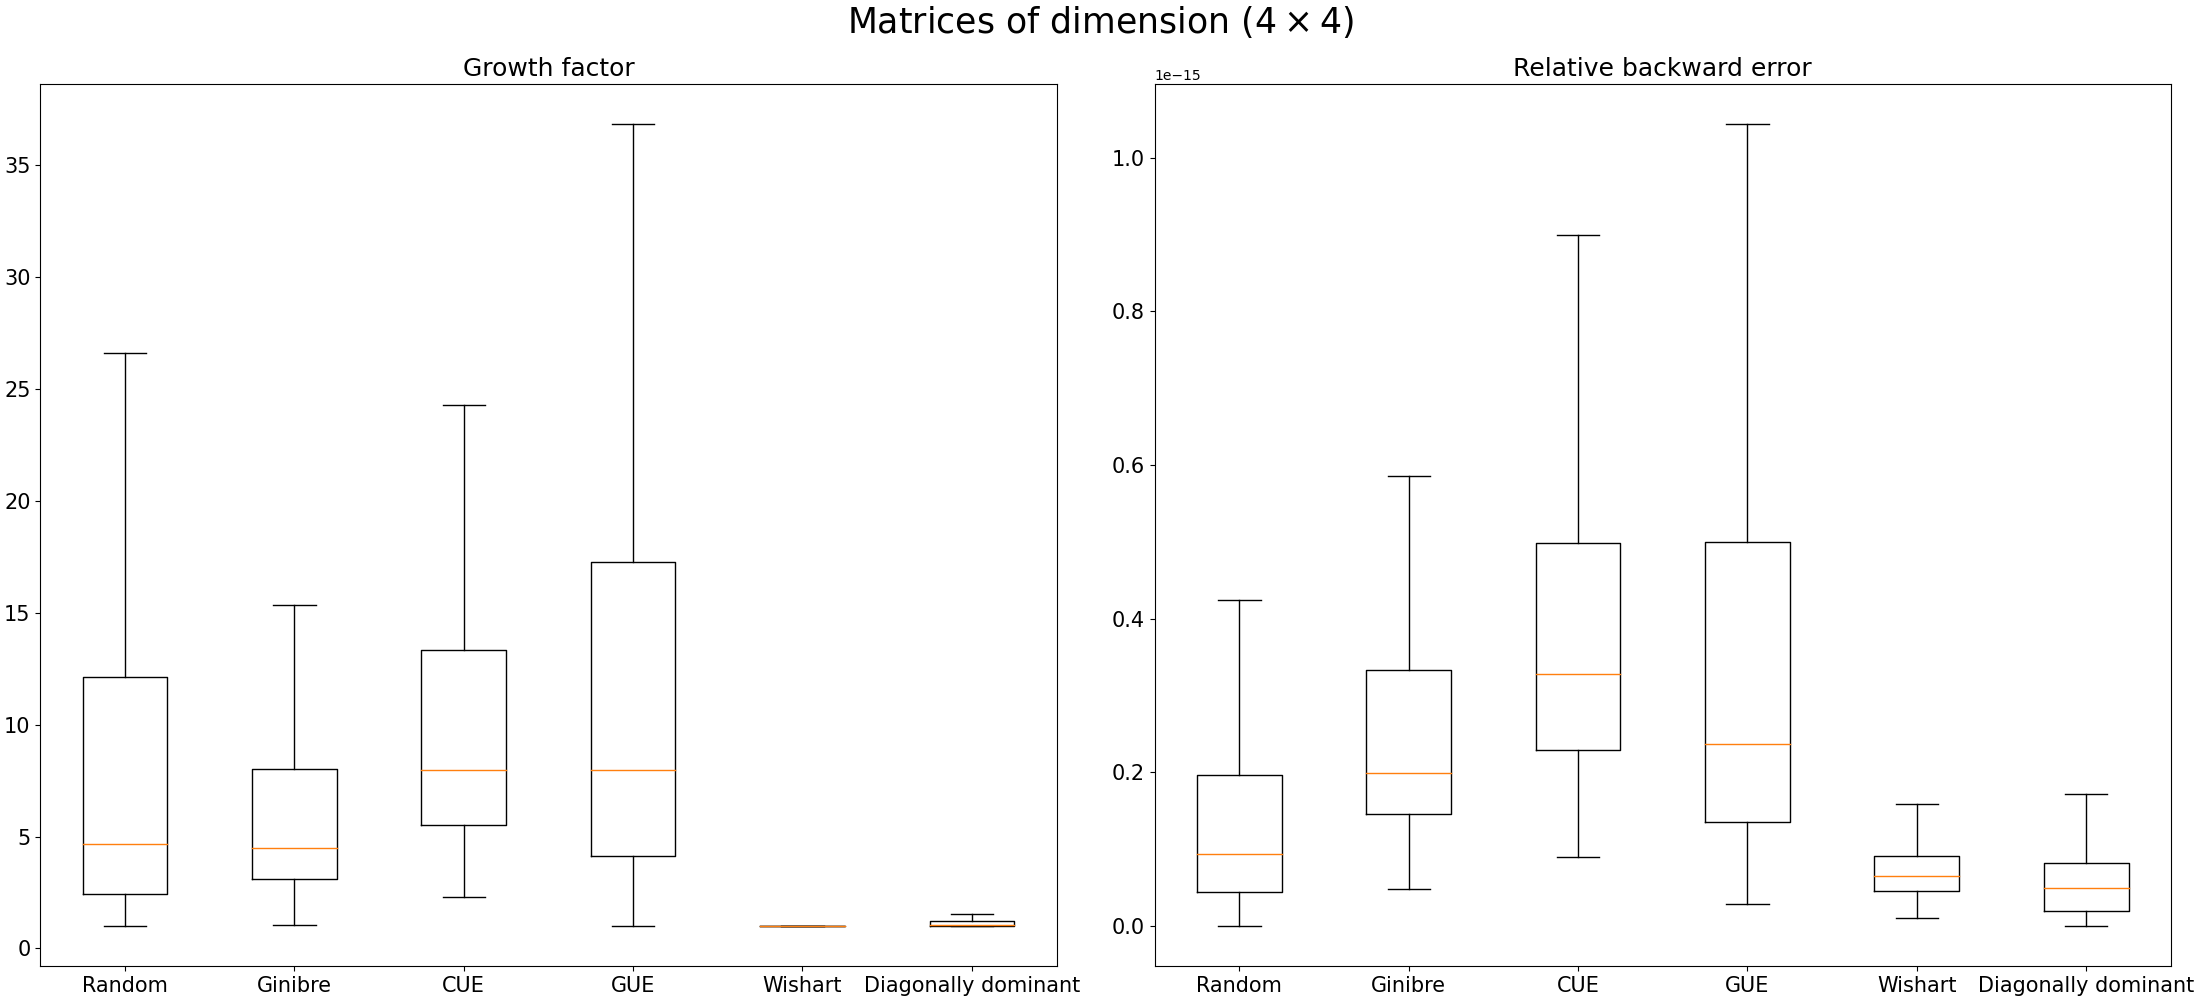 Matrices of dimension (4 × 4)
Growth factor
35
30
25
20
15
10
5
0
Random Ginibre CUE GUE Wishart Diagonally dominant
Relative backward error
1e−15
1.0
0.8
0.6
0.4
0.2
0.0
Random Ginibre CUE GUE Wishart Diagonally dominant